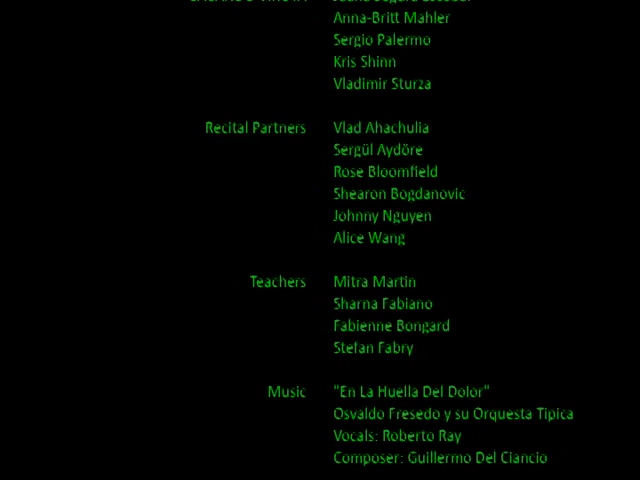 Anna-Britt Mahler
Sergio Palermo
Kris Shinn
Vladimir Sturza
Recital Partners Vlad Ahachulia
Sergül Aydöre
Rose Bloomfield
Shearon Bogdanovic
Johnny Nguyen
Alice Wang
Teachers Mitra Martin
Sharna Fabiano
Fabienne Bongard
Stefan Fabry
Music "En La Huella Del Dolor"
Osvaldo Fresedo y su Orquesta Tipica
Vocals: Roberto Ray
Composer: Guillermo Del Ciancio